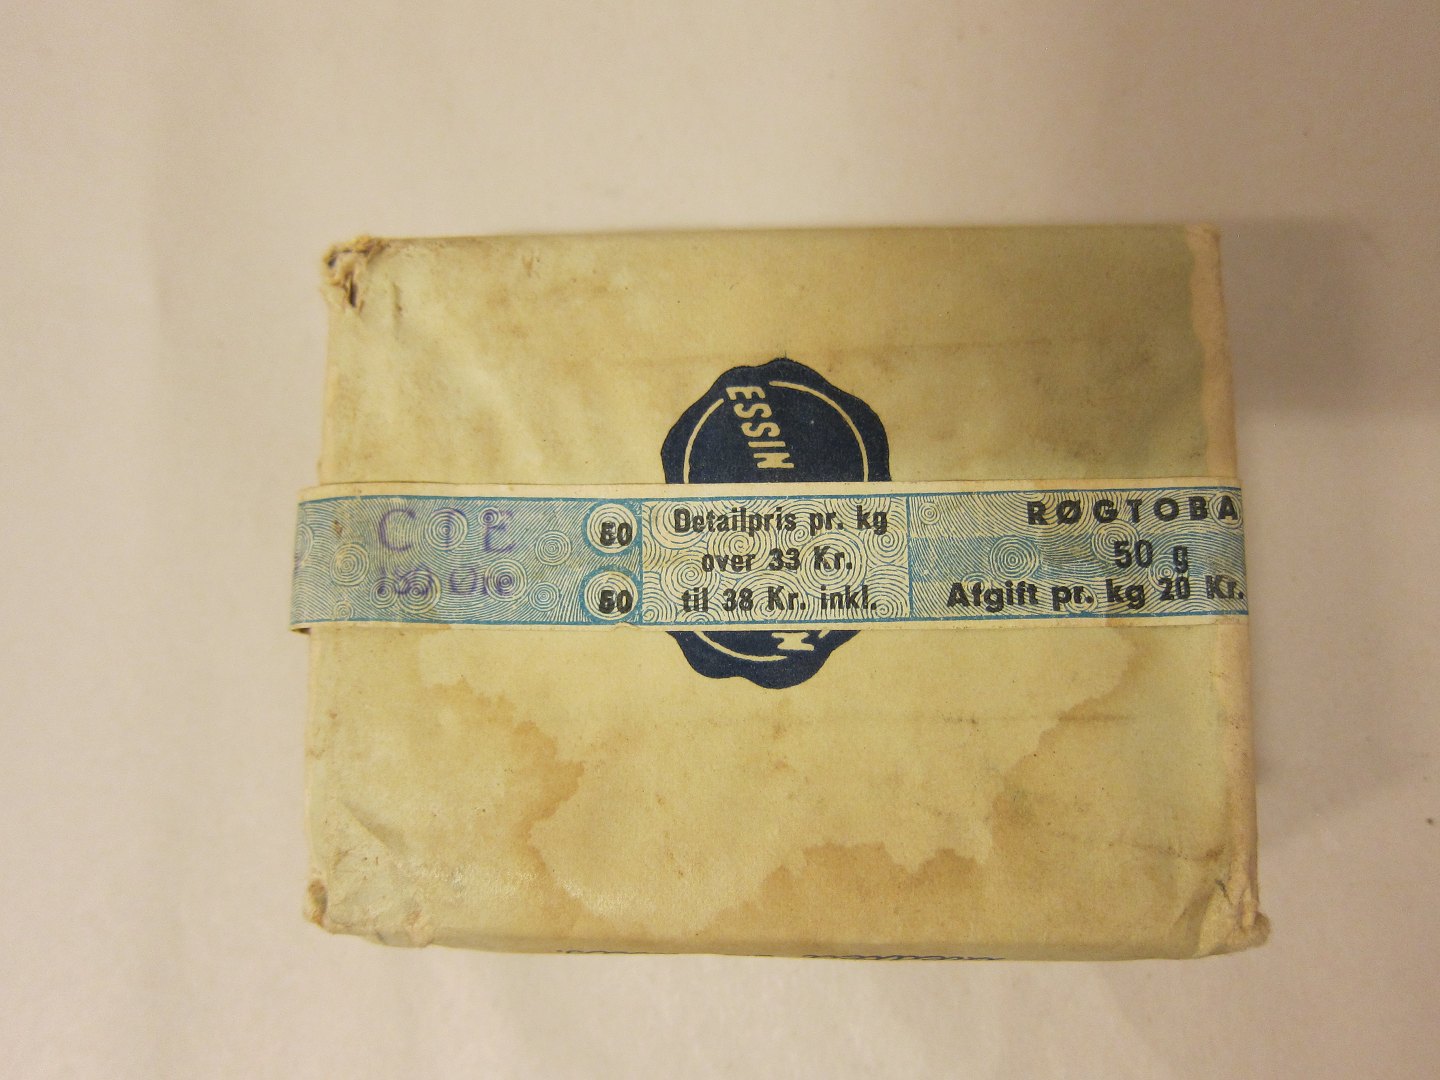 ESSIN
C T E
50
50
Detailpris pr. kg
over 33 Kr.
til 38 Kr. inkl.
RØGTOBA
50 g
Afgift pr. kg 20 Kr.
N